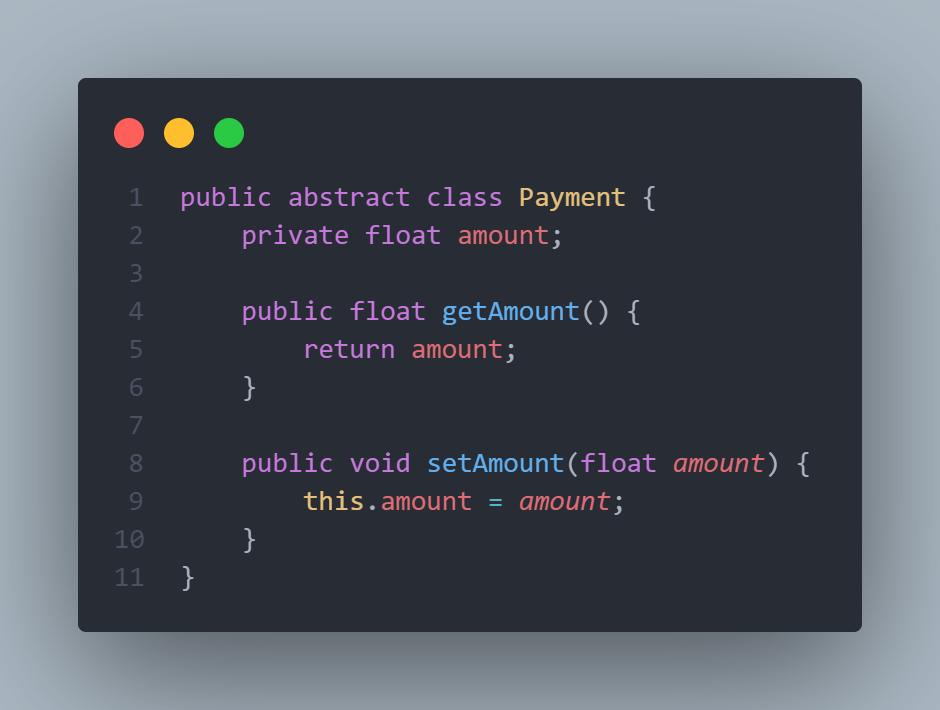 1 public abstract class Payment {
2     private float amount;
3
4     public float getAmount() {
5         return amount;
6     }
7
8     public void setAmount(float amount) {
9         this.amount = amount;
10     }
11 }